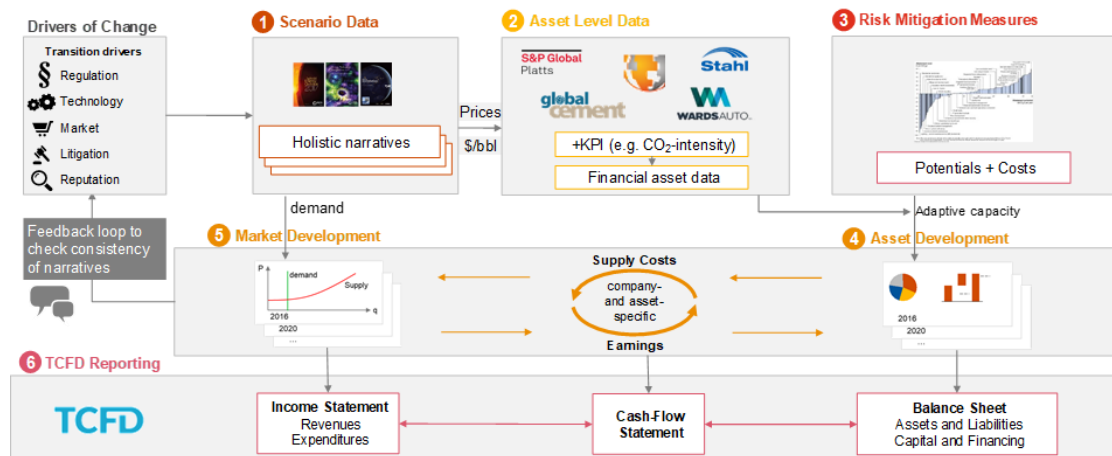 Drivers of Change
Transition drivers
§ Regulation
Technology
Market
Litigation
Reputation
Feedback loop to
check consistency
of narratives
1 Scenario Data
Holistic narratives
Prices
$/bbl
demand
2 Asset Level Data
S&P Global
Platts
Stahl
global
cement
WARDSAUTO
+KPI (e.g. CO₂-intensity)
Financial asset data
3 Risk Mitigation Measures
Potentials + Costs
Adaptive capacity
5 Market Development
P
demand
Supply
q
2016
2020
...
Supply Costs
company-
and asset-
specific
Earnings
4 Asset Development
2016
2020
...
6 TCFD Reporting
TCFD
Income Statement
Revenues
Expenditures
Cash-Flow
Statement
Balance Sheet
Assets and Liabilities
Capital and Financing